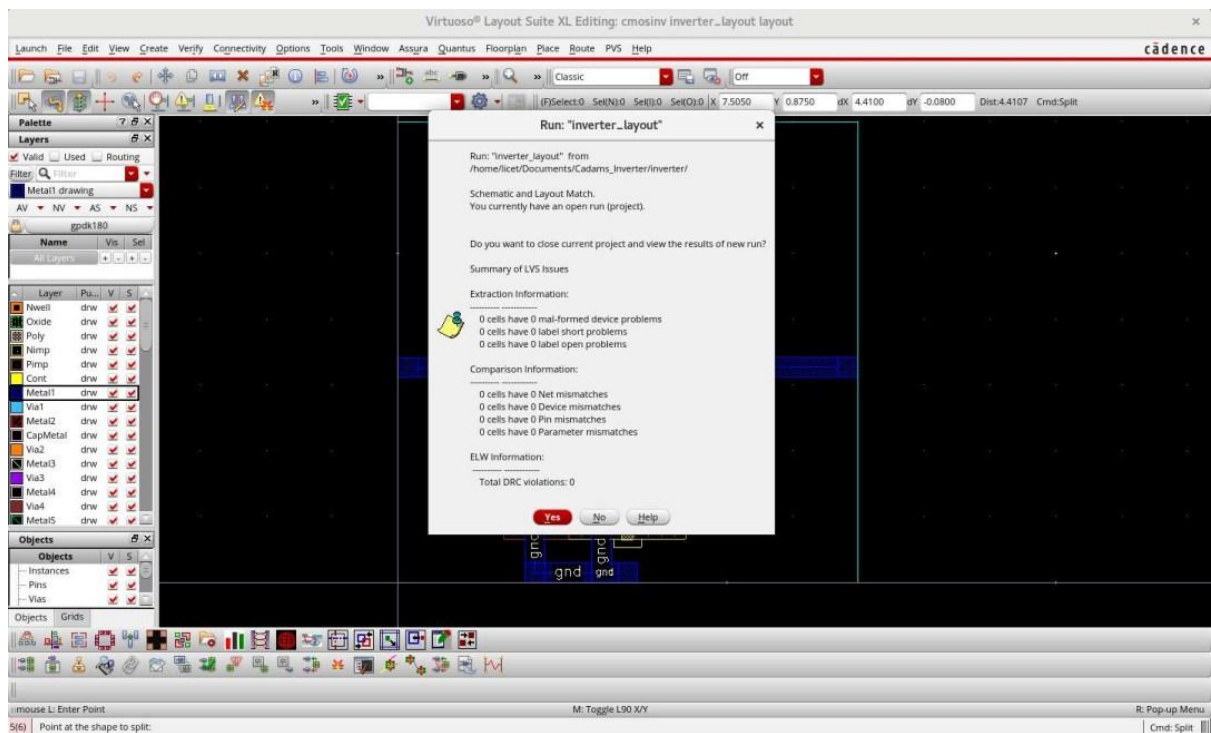 Virtuoso® Layout Suite XL Editing: cmosinv inverter_layout layout
Launch File Edit View Create Verify Connectivity Options Tools Window Assura Quantus Floorplan Place Route PVS Help
cādence
Classic
Off
(F)Select:0 Sel(N):0 Sel(I):0 Sel(O):0 X 7.5050 Y 0.8750 dX 4.4100 dY -0.0800 Dist:4.4107 Cmd:Split
Palette
Layers
Valid Used Routing
Filter Filter
Metal1 drawing
AV NV AS NS
gpdk180
Name Vis Sel
All Layers + - + -
Layer Pu... V S
Nwell drw
Oxide drw
Poly drw
Nimp drw
Pimp drw
Cont drw
Metal1 drw
Via1 drw
Metal2 drw
CapMetal drw
Via2 drw
Metal3 drw
Via3 drw
Metal4 drw
Via4 drw
Metal5 drw
Objects
Objects V S
Instances
Pins
Vias
Objects Grids
Run: "inverter_layout"
Run: "inverter_layout" from
/home/licet/Documents/Cadams_Inverter/inverter/
Schematic and Layout Match.
You currently have an open run (project).
Do you want to close current project and view the results of new run?
Summary of LVS Issues
Extraction Information:
0 cells have 0 mal-formed device problems
0 cells have 0 label short problems
0 cells have 0 label open problems
Comparison Information:
0 cells have 0 Net mismatches
0 cells have 0 Device mismatches
0 cells have 0 Pin mismatches
0 cells have 0 Parameter mismatches
ELW Information:
Total DRC violations: 0
Yes No Help
gnd gnd
gnd gnd
mouse L: Enter Point M: Toggle L90 X/Y R: Pop-up Menu
5(6) Point at the shape to split: Cmd: Split